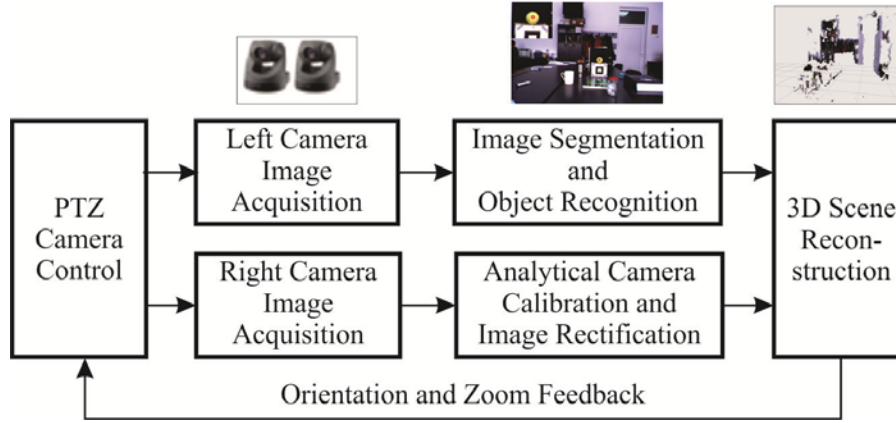 PTZ
Camera
Control
Left Camera
Image
Acquisition
Image Segmentation
and
Object Recognition
Right Camera
Image
Acquisition
Analytical Camera
Calibration and
Image Rectification
3D Scene
Recon-
struction
Orientation and Zoom Feedback